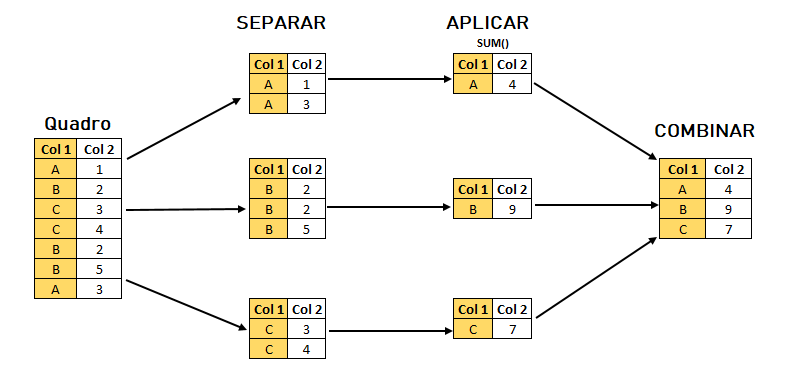 SEPARAR
APLICAR
SUM()
Quadro
Col 1 Col 2
A 1
B 2
C 3
C 4
B 2
B 5
A 3
Col 1 Col 2
A 1
A 3
Col 1 Col 2
B 2
B 2
B 5
Col 1 Col 2
C 3
C 4
Col 1 Col 2
A 4
Col 1 Col 2
B 9
Col 1 Col 2
C 7
COMBINAR
Col 1 Col 2
A 4
B 9
C 7